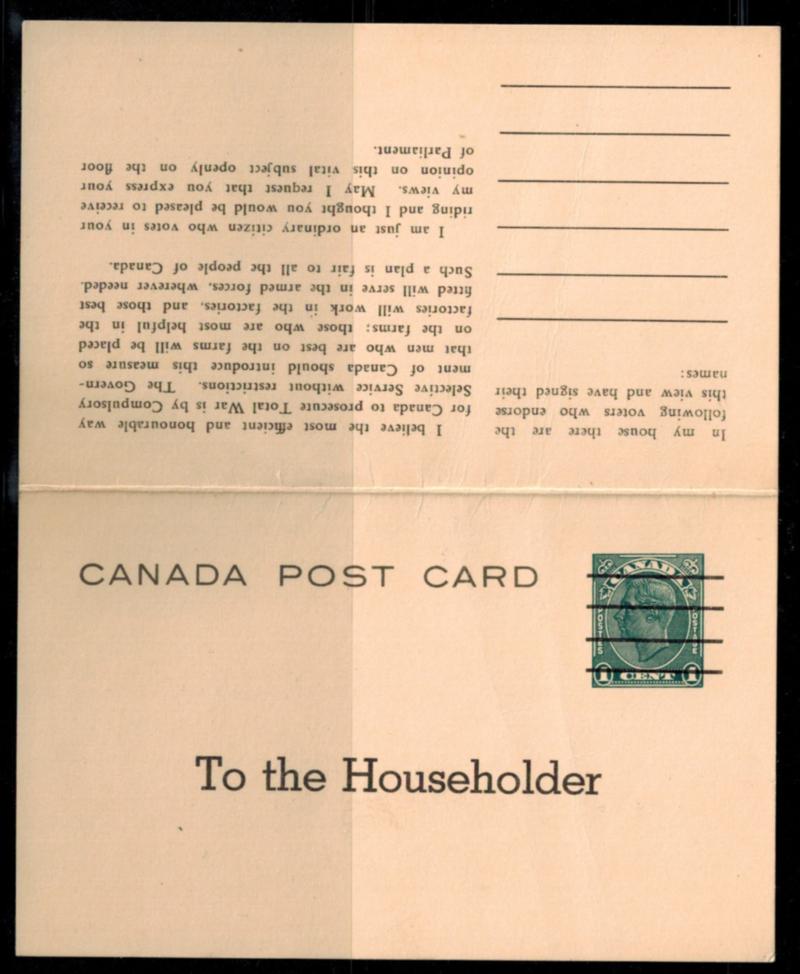 I believe the most efficient and honourable way
for Canada to prosecute Total War is by Compulsory
Selective Service without restrictions. The Govern-
ment of Canada should introduce this measure so
that men who are best on the farms will be placed
on the farms; those who are most helpful in the
factories will work in the factories, and those best
fitted will serve in the armed forces, wherever needed.
Such a plan is fair to all the people of Canada.
I am just an ordinary citizen who votes in your
riding and I thought you would be pleased to receive
my views. May I request that you express your
opinion on this vital subject openly on the floor
of Parliament.
In my house there are the
following voters who endorse
this view and have signed their
names:
CANADA POST CARD
CANADA
POSTES
POSTAGE
1 CENT 1
To the Householder